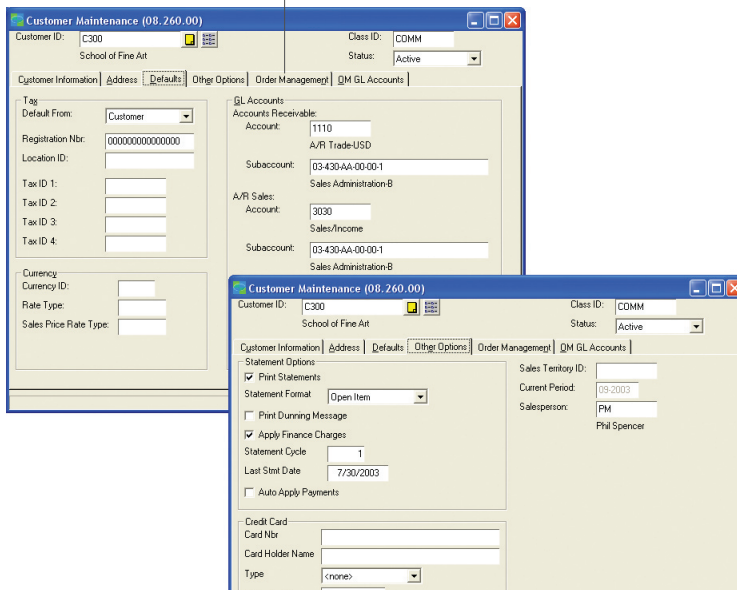 Customer Maintenance (08.260.00)
Customer ID: C300 Class ID: COMM
School of Fine Art Status: Active
Customer Information Address Defaults Other Options Order Management OM GL Accounts
Tax
Default From: Customer
Registration Nbr: 000000000000000
Location ID:
Tax ID 1:
Tax ID 2:
Tax ID 3:
Tax ID 4:
Currency
Currency ID:
Rate Type:
Sales Price Rate Type:
GL Accounts
Accounts Receivable:
Account: 1110
A/R Trade-USD
Subaccount: 03-430-AA-00-00-1
Sales Administration-B
A/R Sales:
Account: 3030
Sales/Income
Subaccount: 03-430-AA-00-00-1
Sales Administration-B
Customer Maintenance (08.260.00)
Customer ID: C300 Class ID: COMM
School of Fine Art Status: Active
Customer Information Address Defaults Other Options Order Management OM GL Accounts
Statement Options
Print Statements
Statement Format Open Item
Print Dunning Message
Apply Finance Charges
Statement Cycle 1
Last Stmt Date 7/30/2003
Auto Apply Payments
Credit Card
Card Nbr
Card Holder Name
Type <none>
Sales Territory ID:
Current Period: 09-2003
Salesperson: PM
Phil Spencer